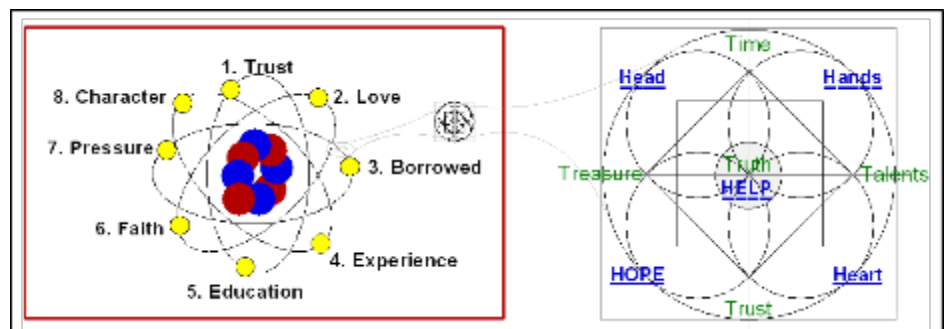 1. Trust
2. Love
3. Borrowed
4. Experience
5. Education
6. Faith
7. Pressure
8. Character
Time
Head
Hands
Treasure
Truth
Talents
HELP
HOPE
Heart
Trust